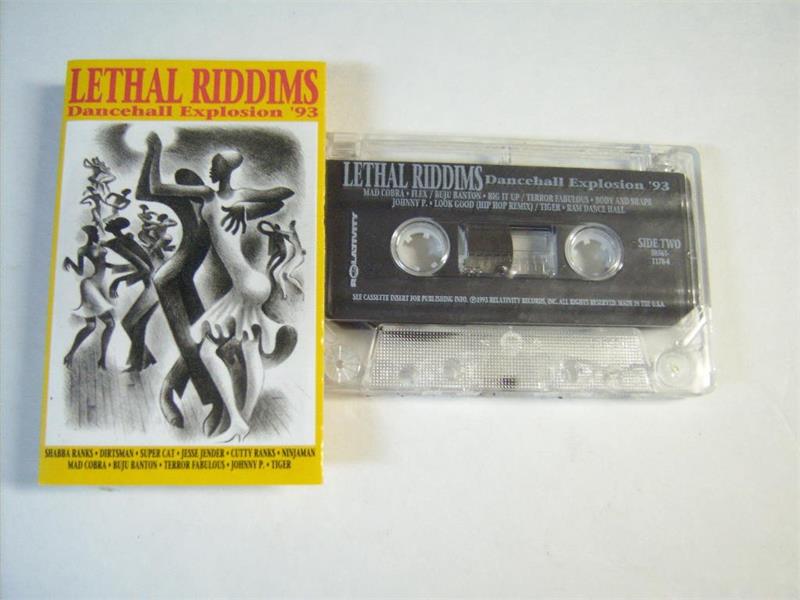 LETHAL RIDDIMS
Dancehall Explosion '93
SHABBA RANKS • DIRTSMAN • SUPER CAT • JESSE JENDER • CUTTY RANKS • NINJAMAN
MAD COBRA • BUJU BANTON • TERROR FABULOUS • JOHNNY P. • TIGER
LETHAL RIDDIMS Dancehall Explosion '93
MAD COBRA • FLEX / BUJU BANTON • BIG IT UP / TERROR FABULOUS • BODY AND SHAPE
JOHNNY P. • LOOK GOOD (HIP HOP REMIX) / TIGER • RAM DANCE HALL
RELATIVITY
SIDE TWO
88561-
1176-4
SEE CASSETTE INSERT FOR PUBLISHING INFO. ℗1993 RELATIVITY RECORDS, INC. ALL RIGHTS RESERVED. MADE IN THE U.S.A.